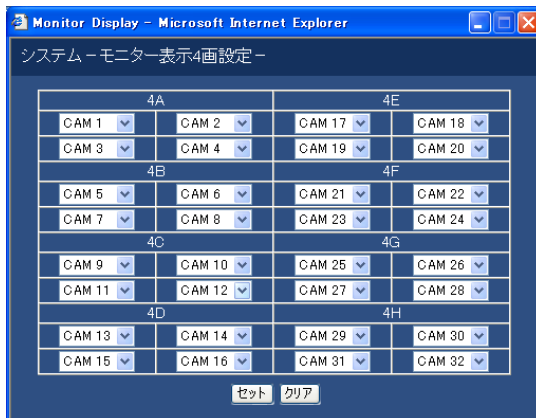 Monitor Display - Microsoft Internet Explorer
システム－モニター表示4画設定－
4A 4E
CAM 1 CAM 2 CAM 17 CAM 18
CAM 3 CAM 4 CAM 19 CAM 20
4B 4F
CAM 5 CAM 6 CAM 21 CAM 22
CAM 7 CAM 8 CAM 23 CAM 24
4C 4G
CAM 9 CAM 10 CAM 25 CAM 26
CAM 11 CAM 12 CAM 27 CAM 28
4D 4H
CAM 13 CAM 14 CAM 29 CAM 30
CAM 15 CAM 16 CAM 31 CAM 32
セット クリア